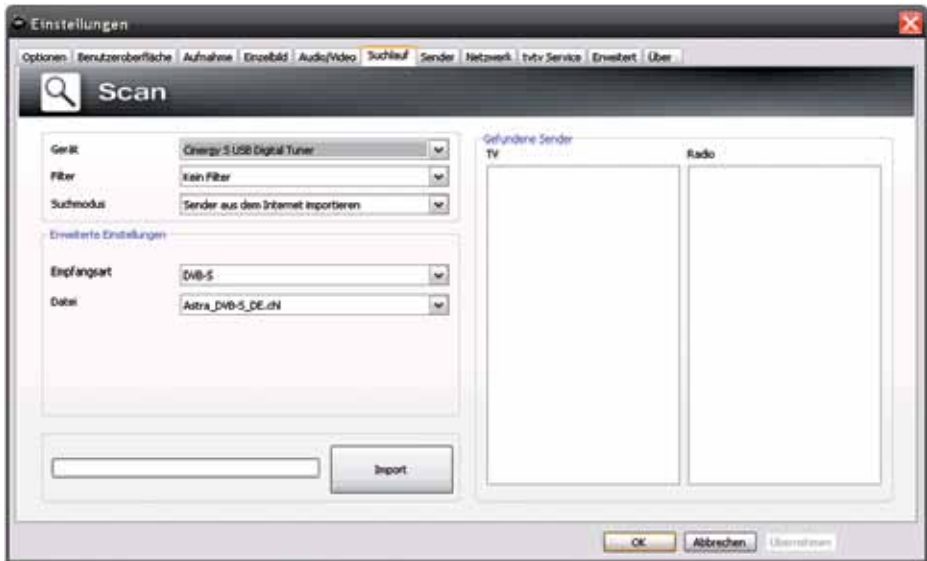 Einstellungen
Optionen Benutzeroberfläche Aufnahme Einzelbild Audio/Video Suchlauf Sender Netzwerk tvtv Service Erweitert Über
Scan
Gerät Cinergy S USB Digital Tuner
Filter Kein Filter
Suchmodus Sender aus dem Internet importieren
Erweiterte Einstellungen
Empfangsart DVB-S
Datei Astra_DVB-S_DE.chl
Import
Gefundene Sender
TV Radio
OK Abbrechen Übernehmen